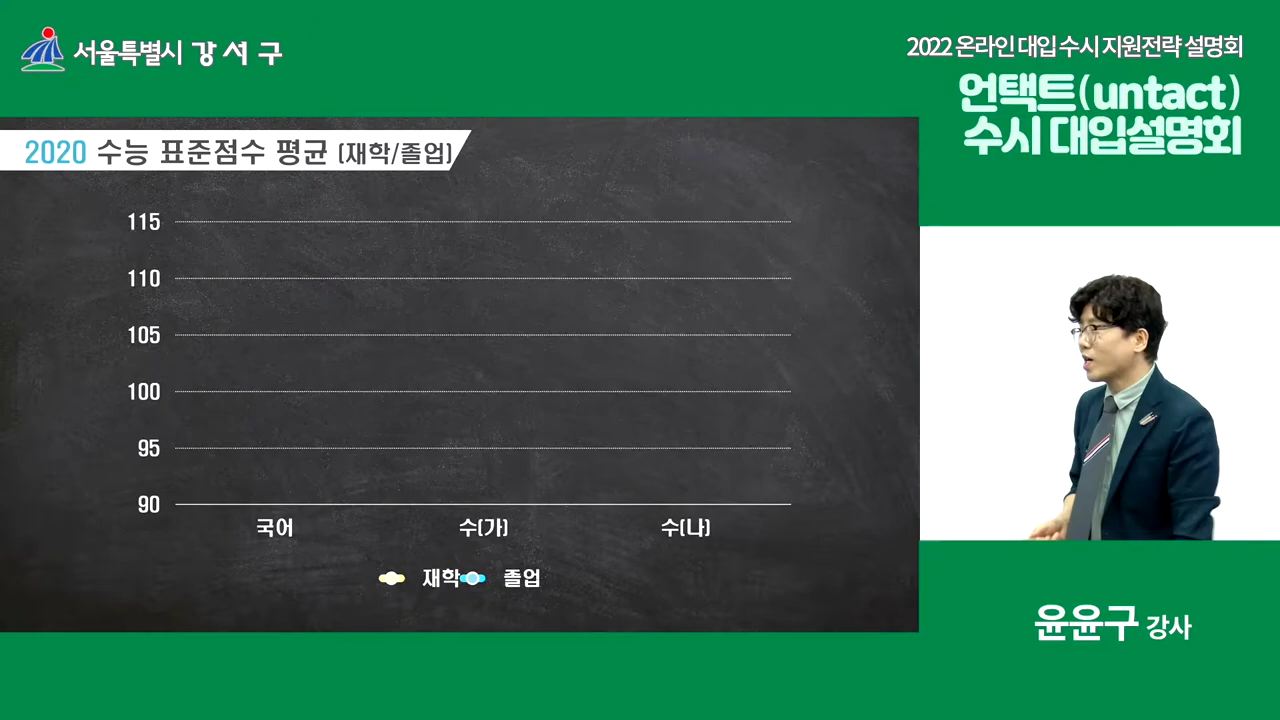 서울특별시 강서구
2022 온라인 대입 수시 지원전략 설명회
언택트(untact)
수시 대입설명회
2020 수능 표준점수 평균 (재학/졸업)
115
110
105
100
95
90
국어 수(가) 수(나)
재학 졸업
윤윤구 강사